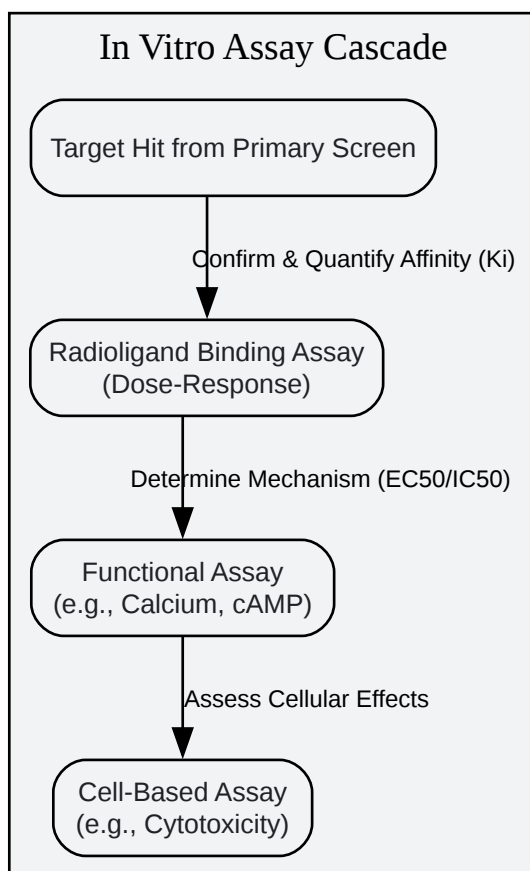 In Vitro Assay Cascade
Target Hit from Primary Screen
Confirm & Quantify Affinity (Ki)
Radioligand Binding Assay
(Dose-Response)
Determine Mechanism (EC50/IC50)
Functional Assay
(e.g., Calcium, cAMP)
Assess Cellular Effects
Cell-Based Assay
(e.g., Cytotoxicity)